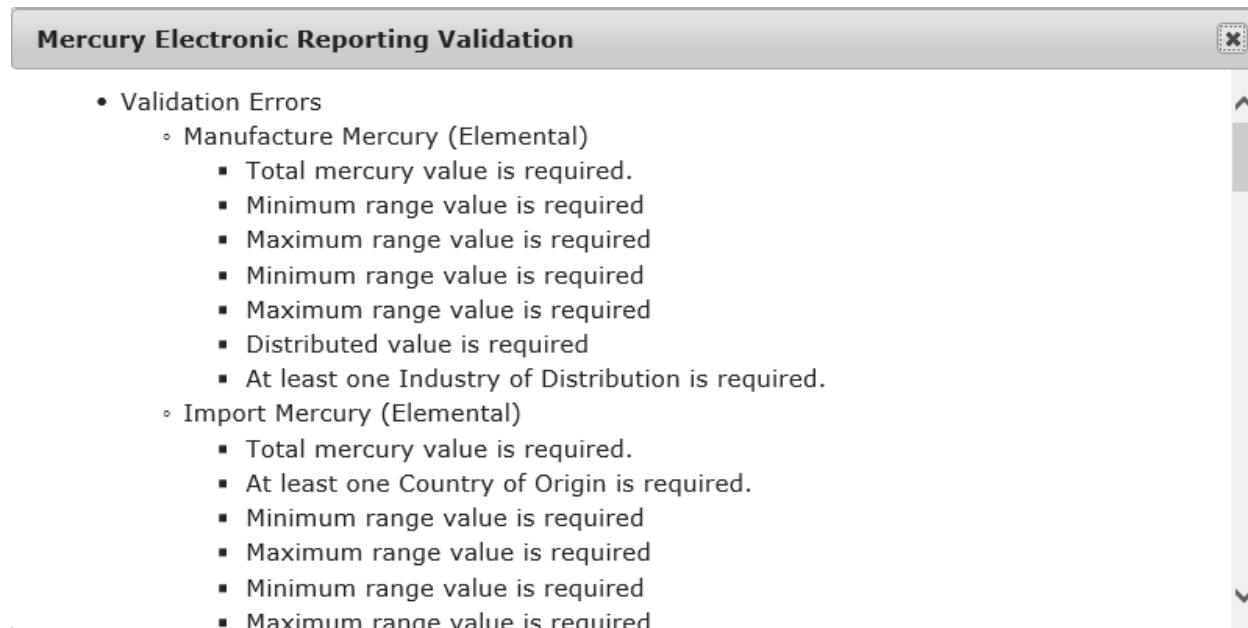 Mercury Electronic Reporting Validation
• Validation Errors
◦ Manufacture Mercury (Elemental)
▪ Total mercury value is required.
▪ Minimum range value is required
▪ Maximum range value is required
▪ Minimum range value is required
▪ Maximum range value is required
▪ Distributed value is required
▪ At least one Industry of Distribution is required.
◦ Import Mercury (Elemental)
▪ Total mercury value is required.
▪ At least one Country of Origin is required.
▪ Minimum range value is required
▪ Maximum range value is required
▪ Minimum range value is required
▪ Maximum range value is required